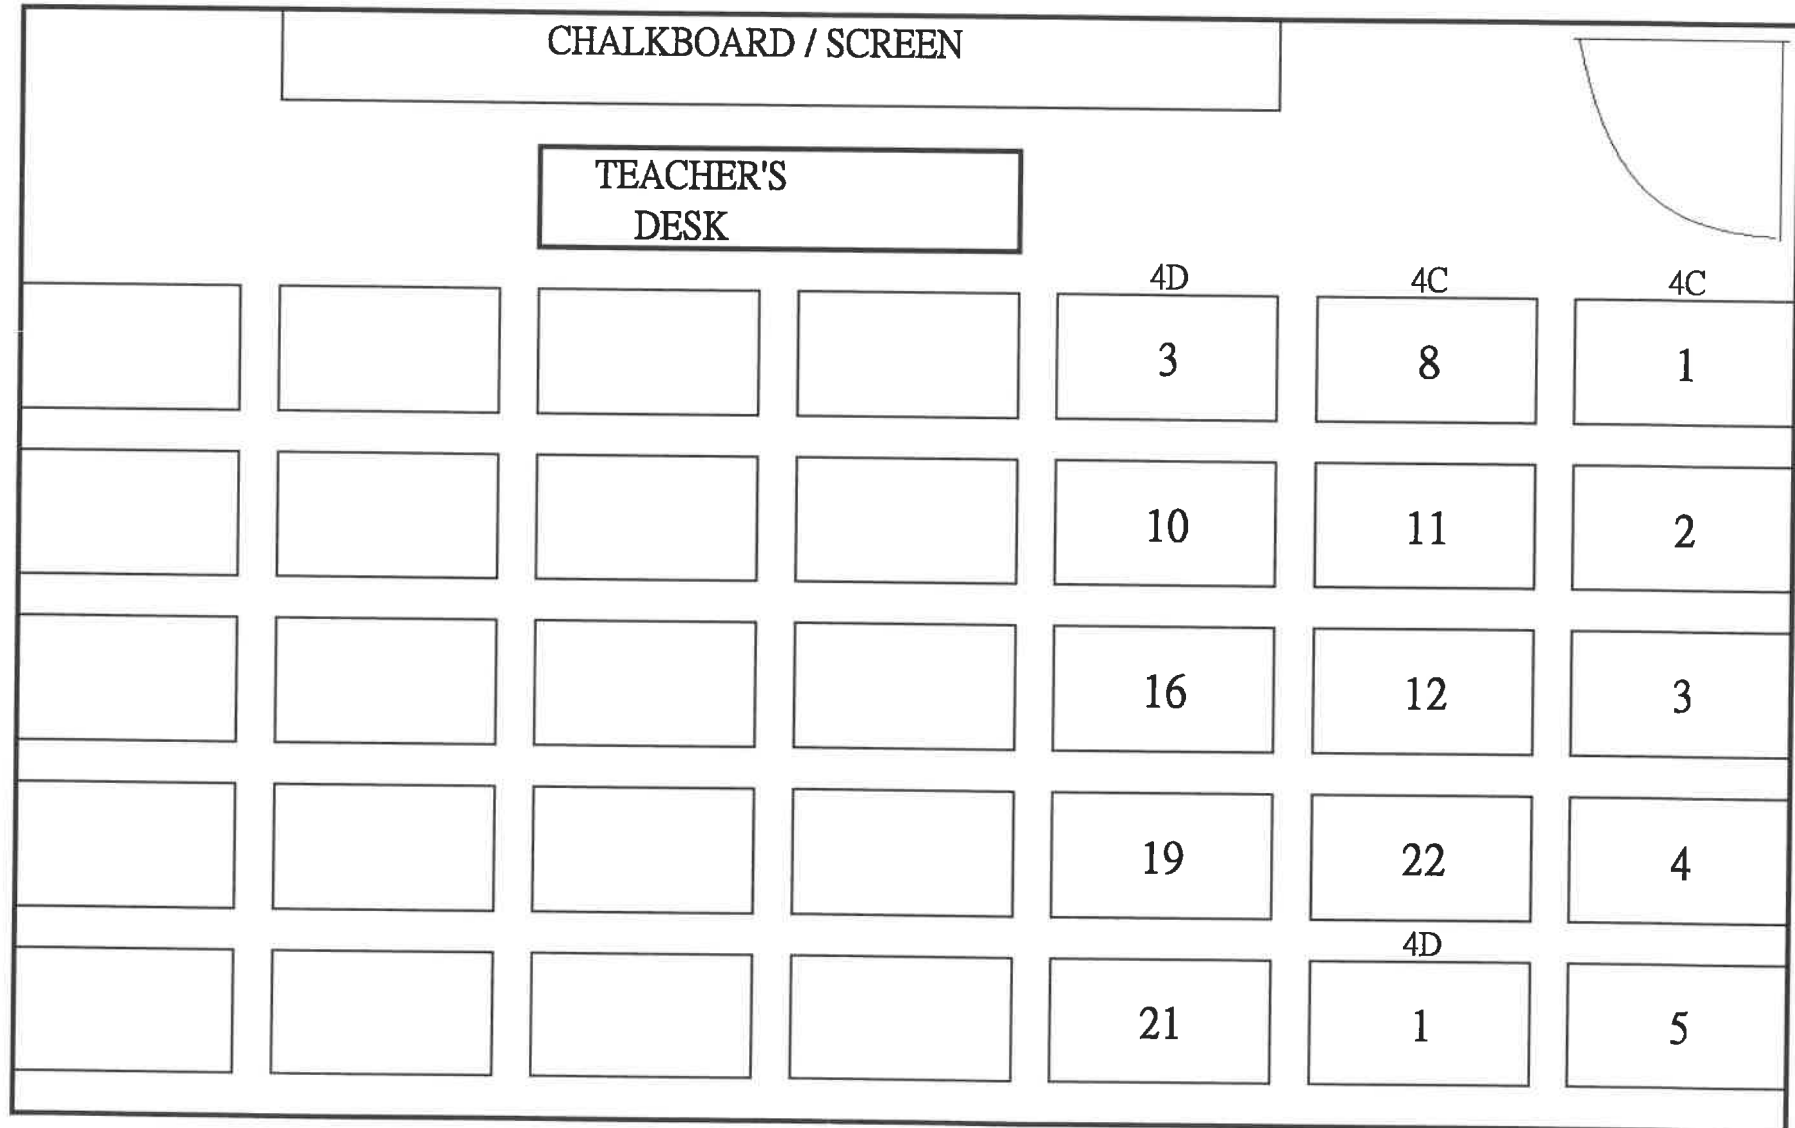 CHALKBOARD / SCREEN
TEACHER'S
DESK
4D 4C 4C
3 8 1
10 11 2
16 12 3
19 22 4
4D
21 1 5